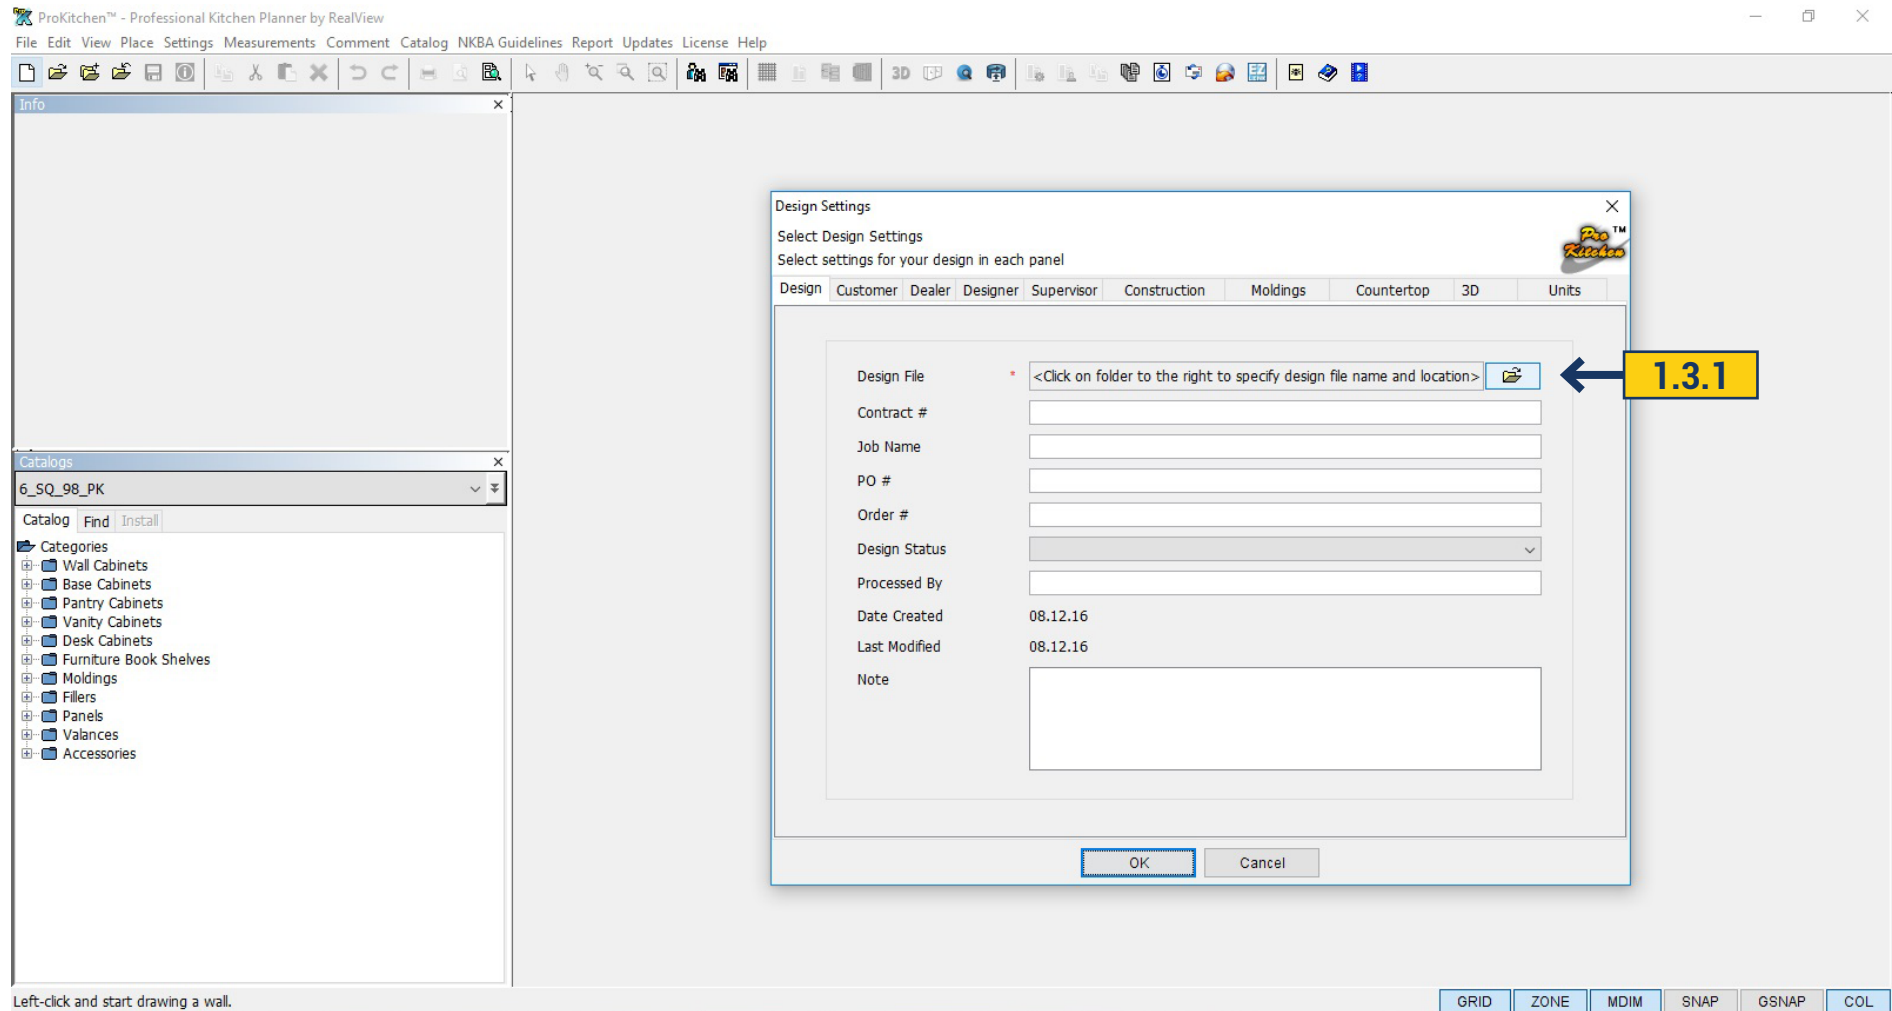 ProKitchen™ - Professional Kitchen Planner by RealView
File Edit View Place Settings Measurements Comment Catalog NKBA Guidelines Report Updates License Help
3D
Info
Catalogs
6_SQ_98_PK
Catalog Find Install
Categories
Wall Cabinets
Base Cabinets
Pantry Cabinets
Vanity Cabinets
Desk Cabinets
Furniture Book Shelves
Moldings
Fillers
Panels
Valances
Accessories
Design Settings
Select Design Settings
Select settings for your design in each panel
Pro Kitchen ™
Design Customer Dealer Designer Supervisor Construction Moldings Countertop 3D Units
Design File * <Click on folder to the right to specify design file name and location>
1.3.1
Contract #
Job Name
PO #
Order #
Design Status
Processed By
Date Created 08.12.16
Last Modified 08.12.16
Note
OK Cancel
Left-click and start drawing a wall.
GRID ZONE MDIM SNAP GSNAP COL